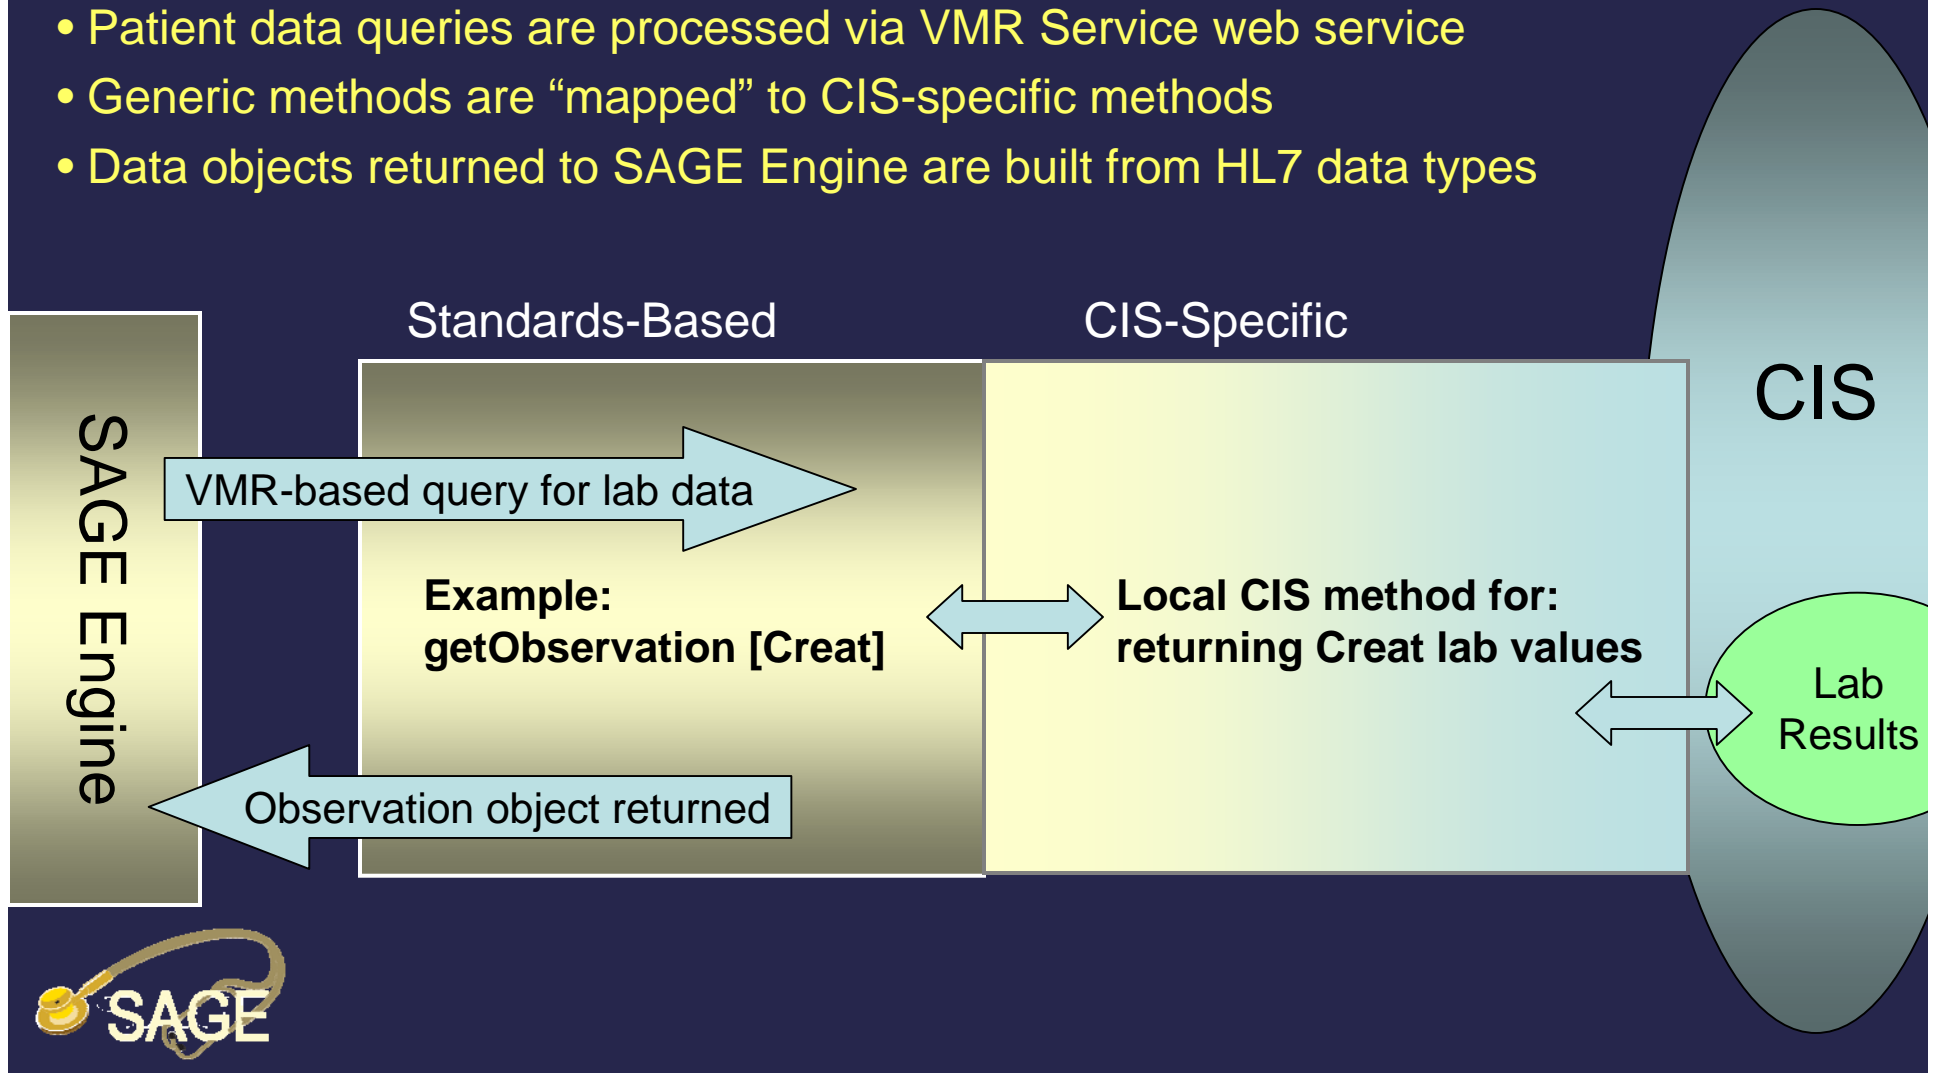 • Patient data queries are processed via VMR Service web service
• Generic methods are “mapped” to CIS-specific methods
• Data objects returned to SAGE Engine are built from HL7 data types
Standards-Based
CIS-Specific
CIS
SAGE Engine
VMR-based query for lab data
Example:
getObservation [Creat]
Local CIS method for:
returning Creat lab values
Lab
Results
Observation object returned
SAGE